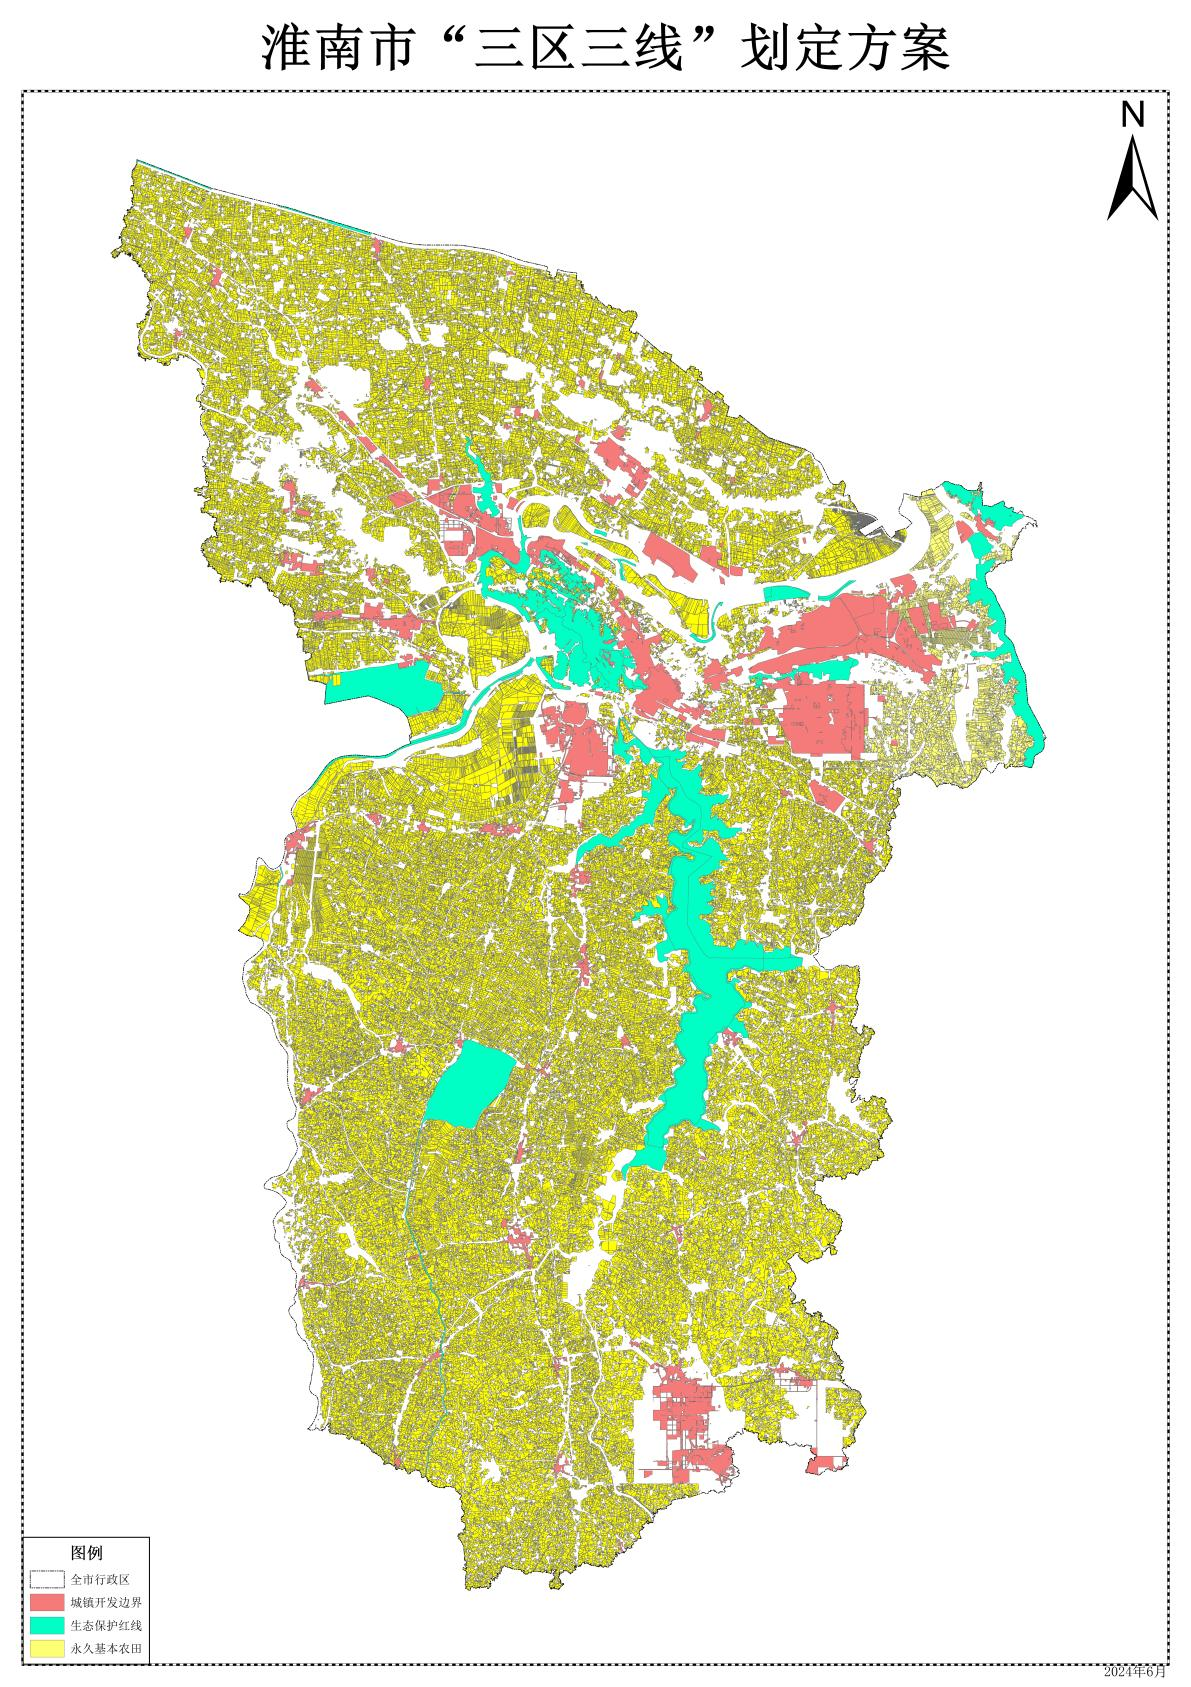 淮南市“三区三线”划定方案
N
图例
全市行政区
城镇开发边界
生态保护红线
永久基本农田
2024年6月